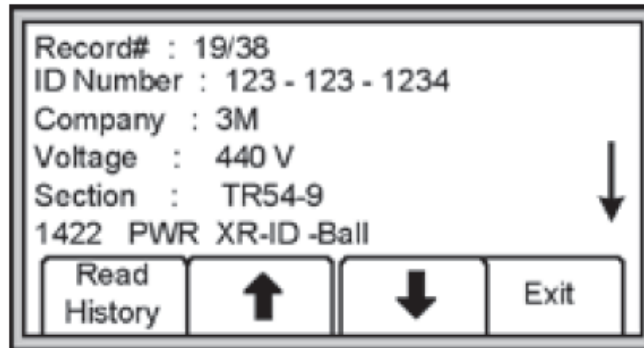 Record# : 19/38
ID Number : 123 - 123 - 1234
Company : 3M
Voltage : 440 V
Section : TR54-9
1422 PWR XR-ID -Ball
Read
History
Exit